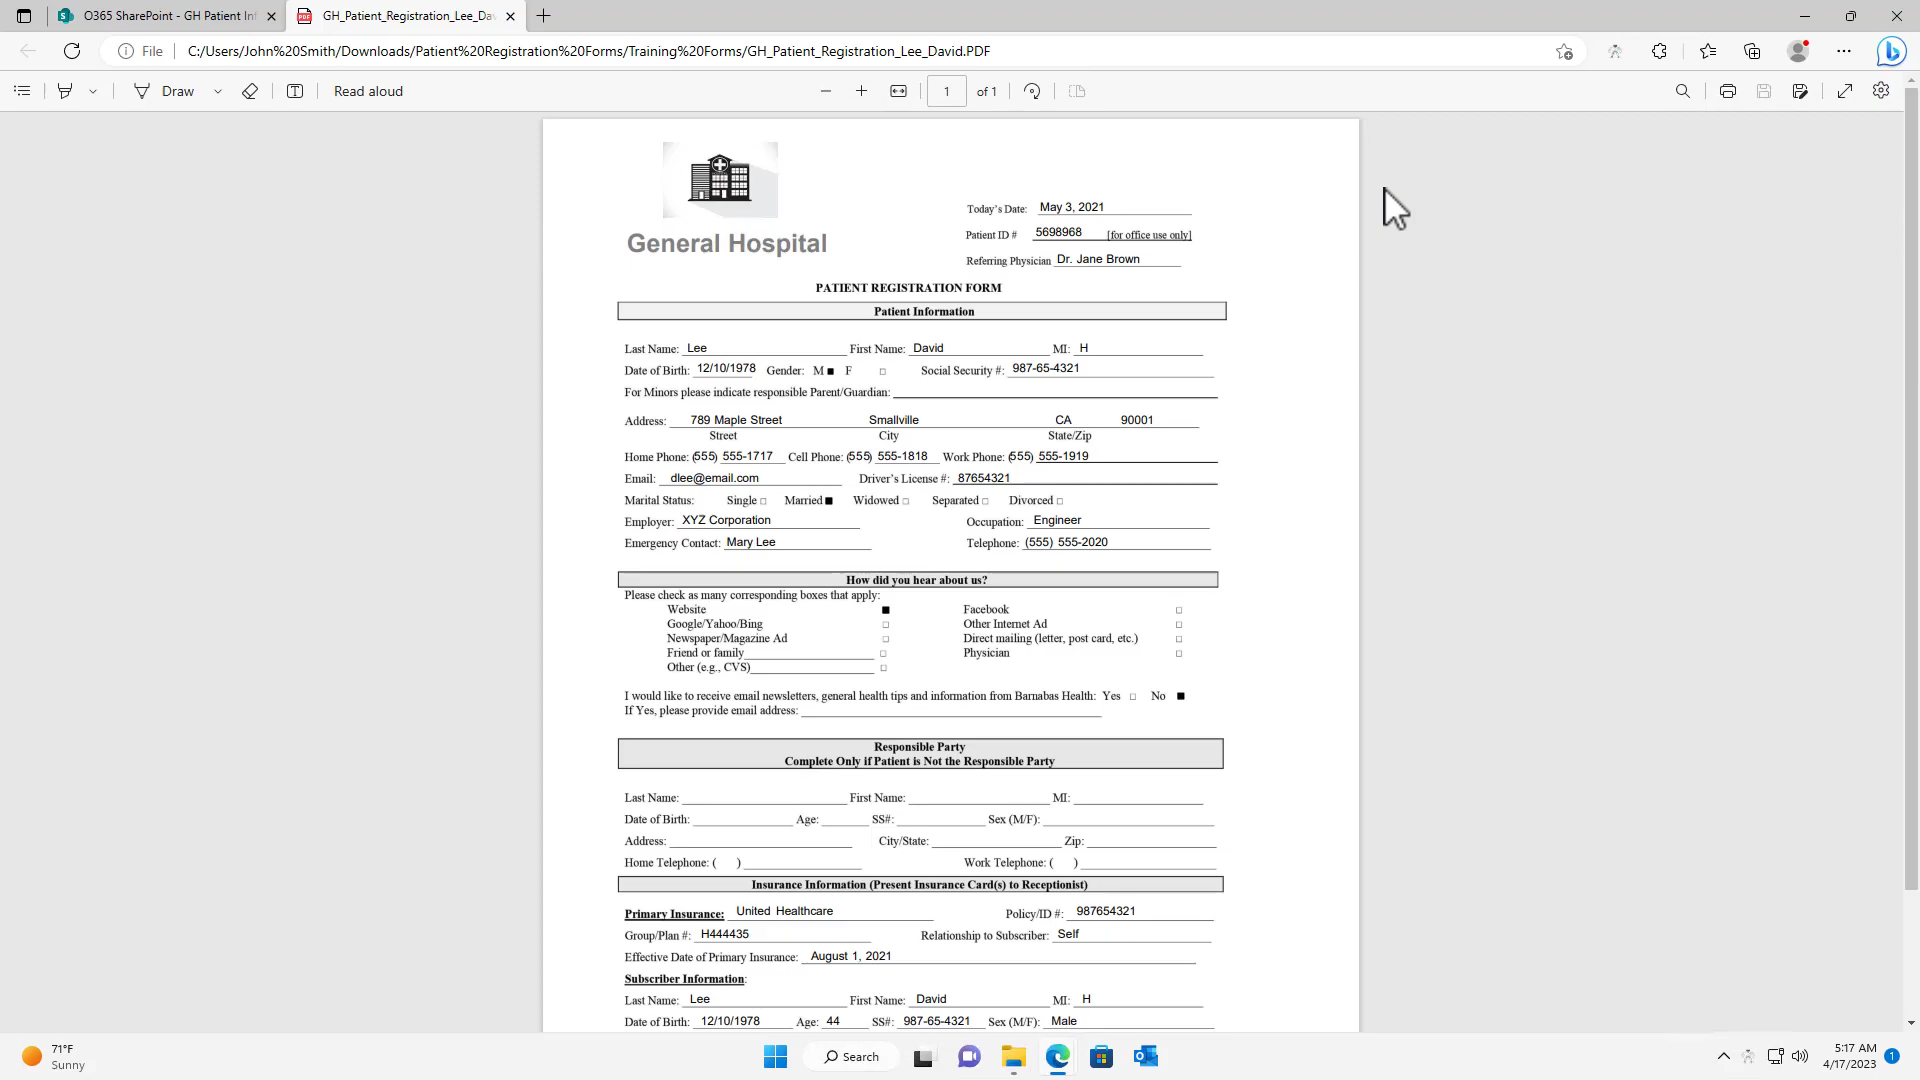 O365 SharePoint - GH Patient In
GH_Patient_Registration_Lee_Da
File
C:/Users/John%20Smith/Downloads/Patient%20Registration%20Forms/Training%20Forms/GH_Patient_Registration_Lee_David.PDF
Draw
Read aloud
1 of 1
General Hospital
Today's Date: May 3, 2021
Patient ID # 5698968 [for office use only]
Referring Physician Dr. Jane Brown
PATIENT REGISTRATION FORM
Patient Information
Last Name: Lee First Name: David MI: H
Date of Birth: 12/10/1978 Gender: M ■ F □ Social Security #: 987-65-4321
For Minors please indicate responsible Parent/Guardian:
Address: 789 Maple Street Smallville CA 90001
Street City State/Zip
Home Phone: (555) 555-1717 Cell Phone: (555) 555-1818 Work Phone: (555) 555-1919
Email: dlee@email.com Driver's License #: 87654321
Marital Status: Single □ Married ■ Widowed □ Separated □ Divorced □
Employer: XYZ Corporation Occupation: Engineer
Emergency Contact: Mary Lee Telephone: (555) 555-2020
How did you hear about us?
Please check as many corresponding boxes that apply:
Website ■ Facebook □
Google/Yahoo/Bing □ Other Internet Ad □
Newspaper/Magazine Ad □ Direct mailing (letter, post card, etc.) □
Friend or family □ Physician □
Other (e.g., CVS) □
I would like to receive email newsletters, general health tips and information from Barnabas Health: Yes □ No ■
If Yes, please provide email address:
Responsible Party
Complete Only if Patient is Not the Responsible Party
Last Name: First Name: MI:
Date of Birth: Age: SS#: Sex (M/F):
Address: City/State: Zip:
Home Telephone: ( ) Work Telephone: ( )
Insurance Information (Present Insurance Card(s) to Receptionist)
Primary Insurance: United Healthcare Policy/ID #: 987654321
Group/Plan #: H444435 Relationship to Subscriber: Self
Effective Date of Primary Insurance: August 1, 2021
Subscriber Information:
Last Name: Lee First Name: David MI: H
Date of Birth: 12/10/1978 Age: 44 SS#: 987-65-4321 Sex (M/F): Male
71°F
Sunny
Search
5:17 AM
4/17/2023
1